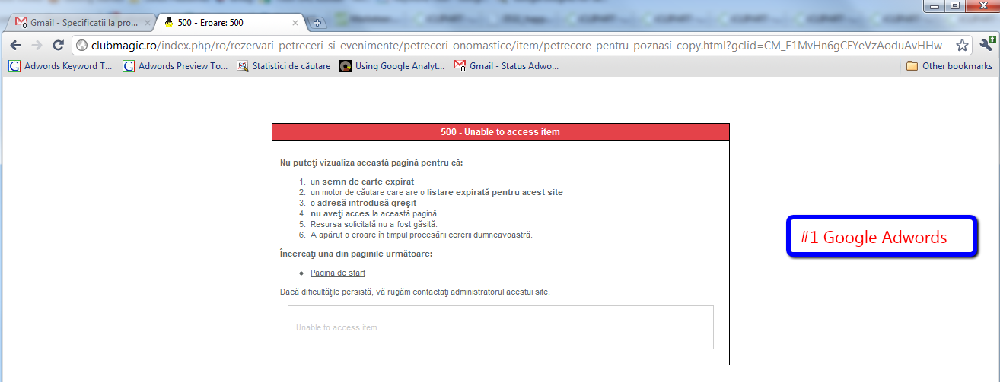 Gmail - Specificatii la pro...
500 - Eroare: 500
clubmagic.ro/index.php/ro/rezervari-petreceri-si-evenimente/petreceri-onomastice/item/petrecere-pentru-poznasi-copy.html?gclid=CM_E1MvHn6gCFYeVzAoduAvHHw
Adwords Keyword T... Adwords Preview To... Statistici de căutare Using Google Analyt... Gmail - Status Adwo... Other bookmarks
500 - Unable to access item
Nu puteţi vizualiza această pagină pentru că:
1. un semn de carte expirat
2. un motor de căutare care are o listare expirată pentru acest site
3. o adresă introdusă greşit
4. nu aveţi acces la această pagină
5. Resursa solicitată nu a fost găsită.
6. A apărut o eroare în timpul procesării cererii dumneavoastră.
#1 Google Adwords
Încercaţi una din paginile următoare:
• Pagina de start
Dacă dificultăţile persistă, vă rugăm contactaţi administratorul acestui site.
Unable to access item